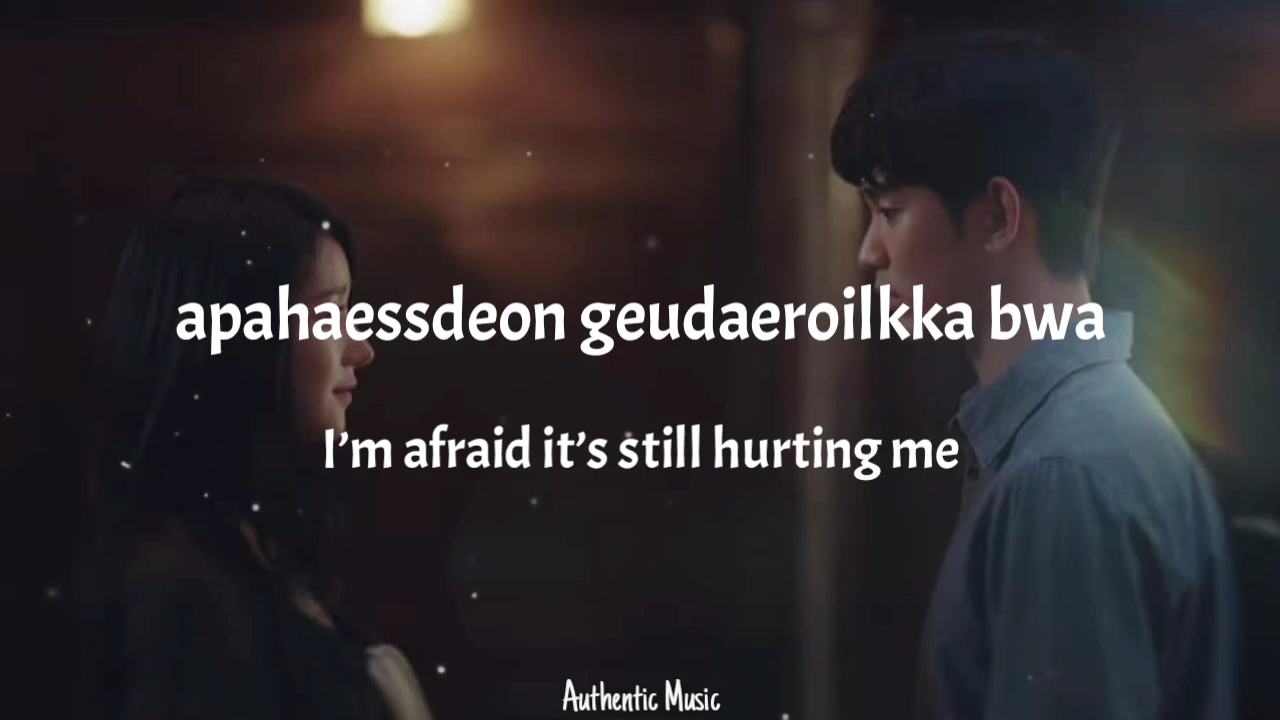 apahaessdeon geudaeroilkka bwa
I’m afraid it’s still hurting me
Authentic Music